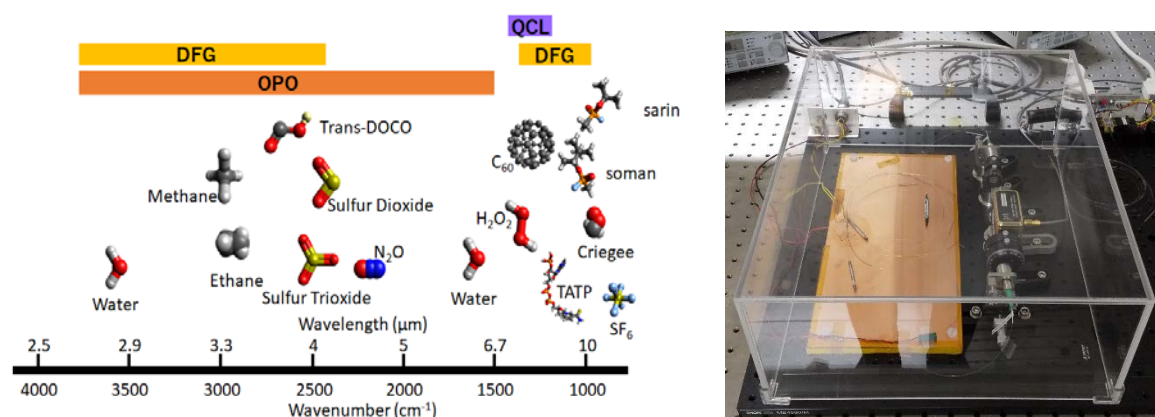 QCL
DFG
DFG
OPO
Trans-DOCO
sarin
C60
soman
Methane
Sulfur Dioxide
H2O2
N2O
Criegee
Ethane
Water
Sulfur Trioxide
Water
TATP
SF6
Wavelength (μm)
2.5 2.9 3.3 4 5 6.7 10
4000 3500 3000 2500 2000 1500 1000
Wavenumber (cm-1)